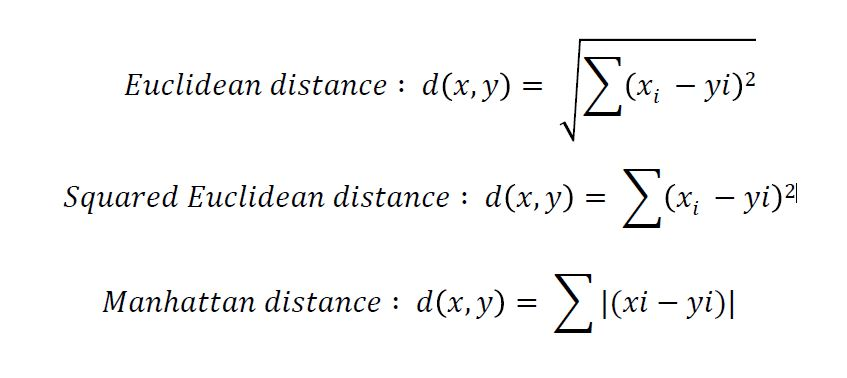 Euclidean distance : d(x, y) = √∑(xᵢ − yi)²
Squared Euclidean distance : d(x, y) = ∑(xᵢ − yi)²
Manhattan distance : d(x, y) = ∑|(xi − yi)|